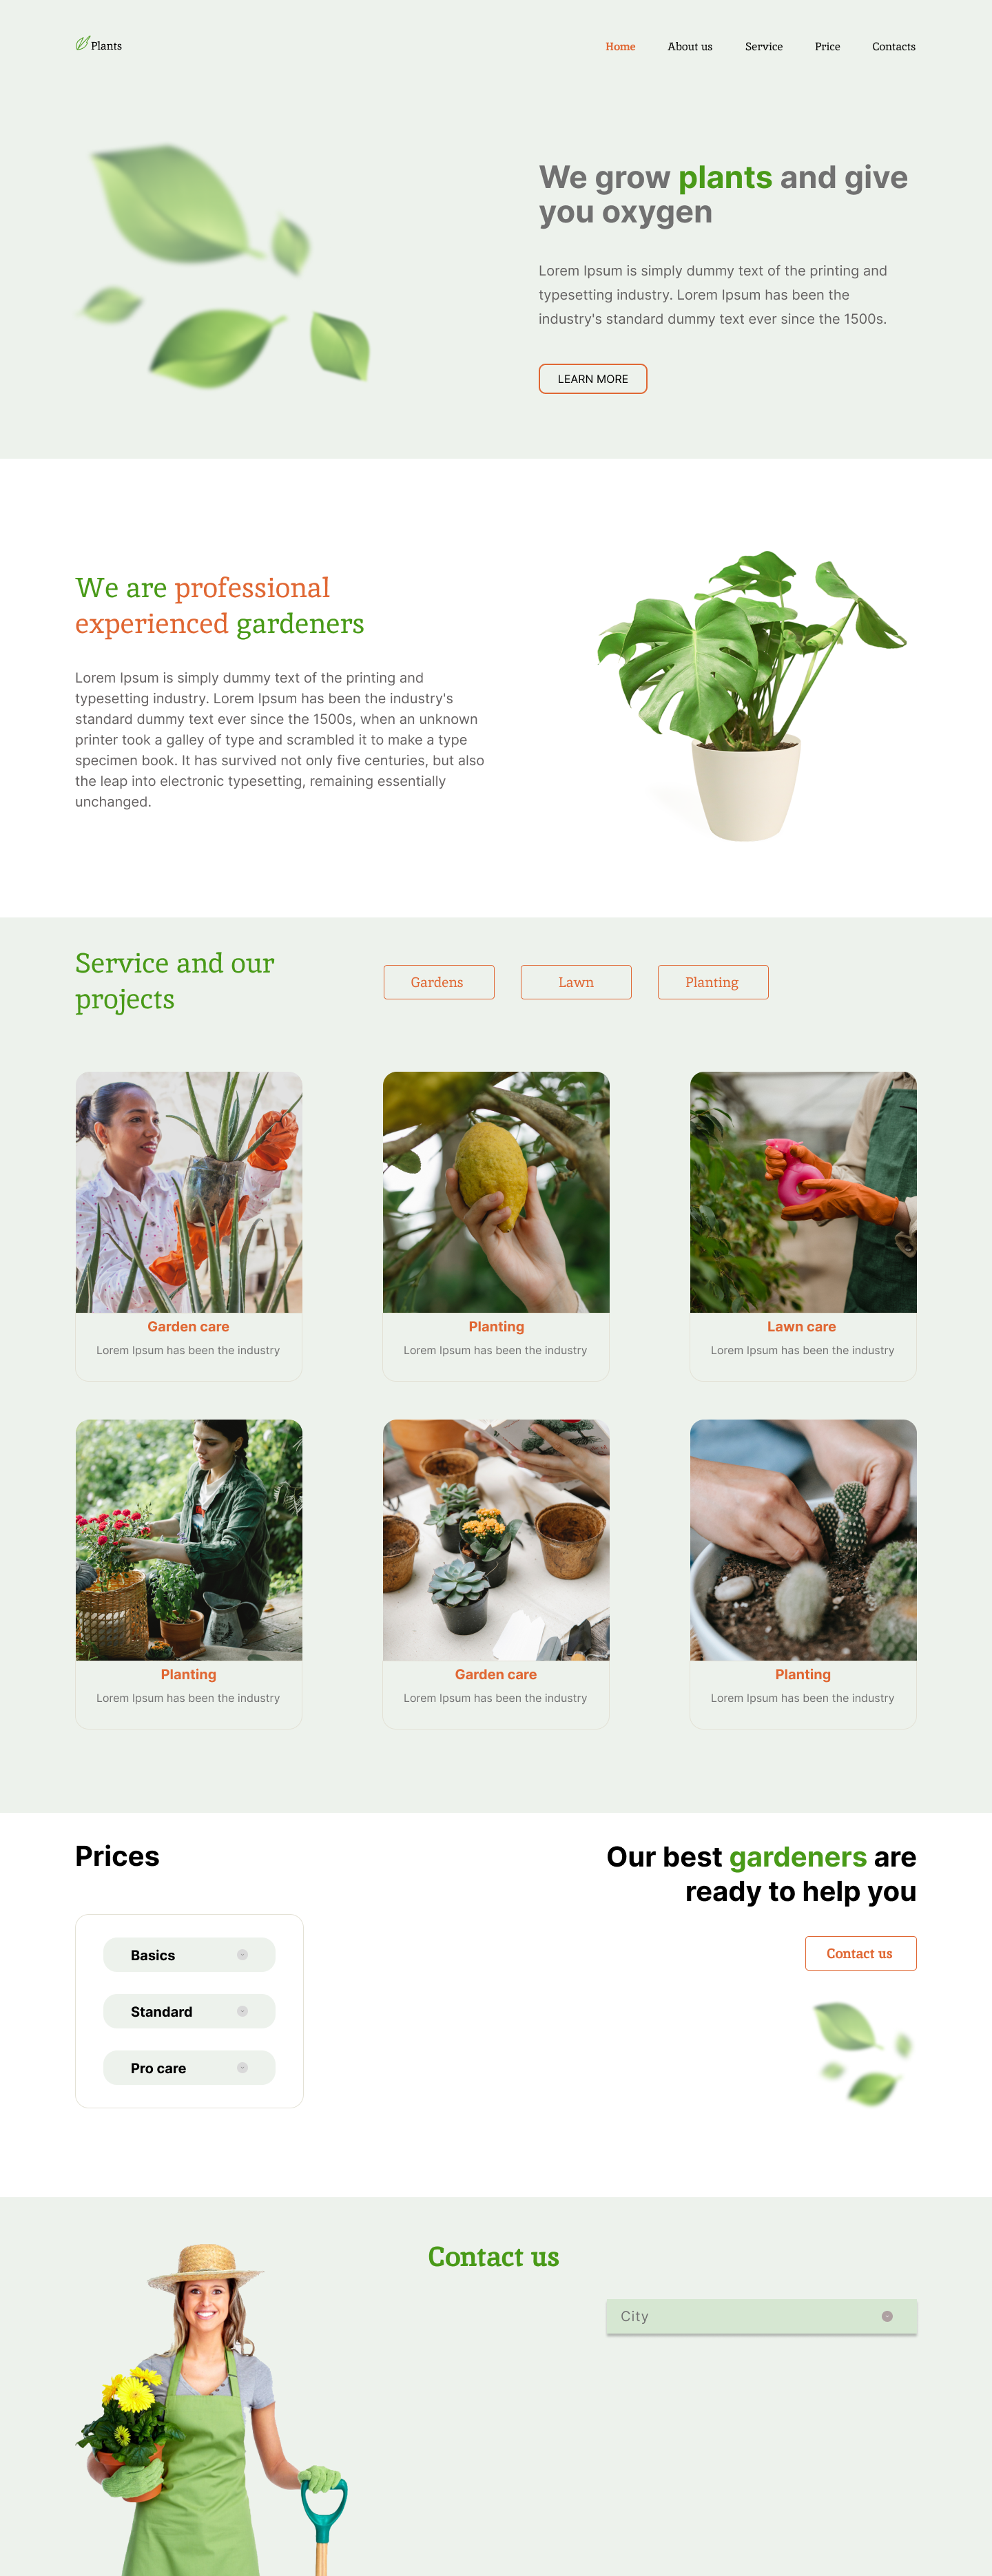 Plants
Home
About us
Service
Price
Contacts
We grow plants and give
you oxygen
Lorem Ipsum is simply dummy text of the printing and
typesetting industry. Lorem Ipsum has been the
industry's standard dummy text ever since the 1500s.
LEARN MORE
We are professional
experienced gardeners
Lorem Ipsum is simply dummy text of the printing and
typesetting industry. Lorem Ipsum has been the industry's
standard dummy text ever since the 1500s, when an unknown
printer took a galley of type and scrambled it to make a type
specimen book. It has survived not only five centuries, but also
the leap into electronic typesetting, remaining essentially
unchanged.
Service and our
projects
Gardens
Lawn
Planting
Garden care
Lorem Ipsum has been the industry
Planting
Lorem Ipsum has been the industry
Lawn care
Lorem Ipsum has been the industry
Planting
Lorem Ipsum has been the industry
Garden care
Lorem Ipsum has been the industry
Planting
Lorem Ipsum has been the industry
Prices
Basics
Standard
Pro care
Our best gardeners are
ready to help you
Contact us
Contact us
City